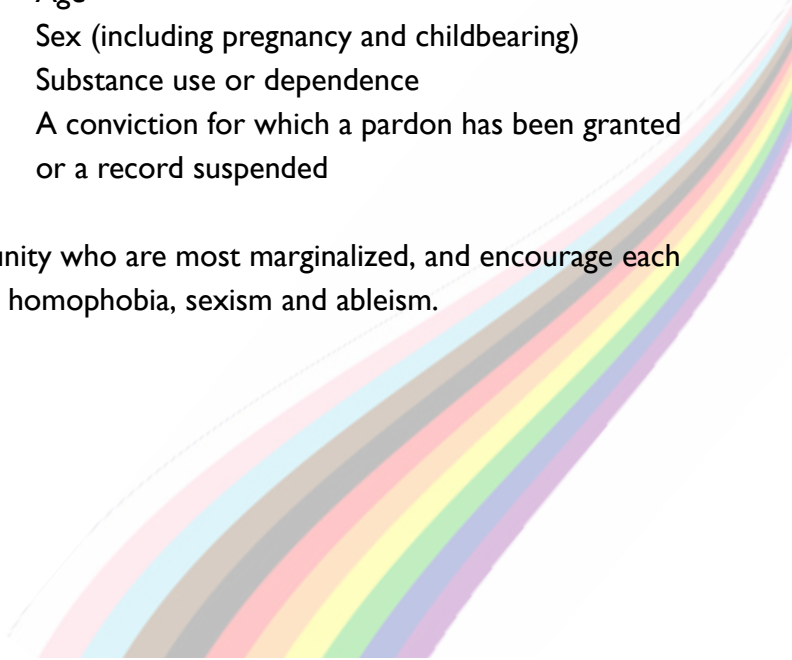 Age
Sex (including pregnancy and childbearing)
Substance use or dependence
A conviction for which a pardon has been granted
or a record suspended
who are most marginalized, and encourage each
homophobia, sexism and ableism.